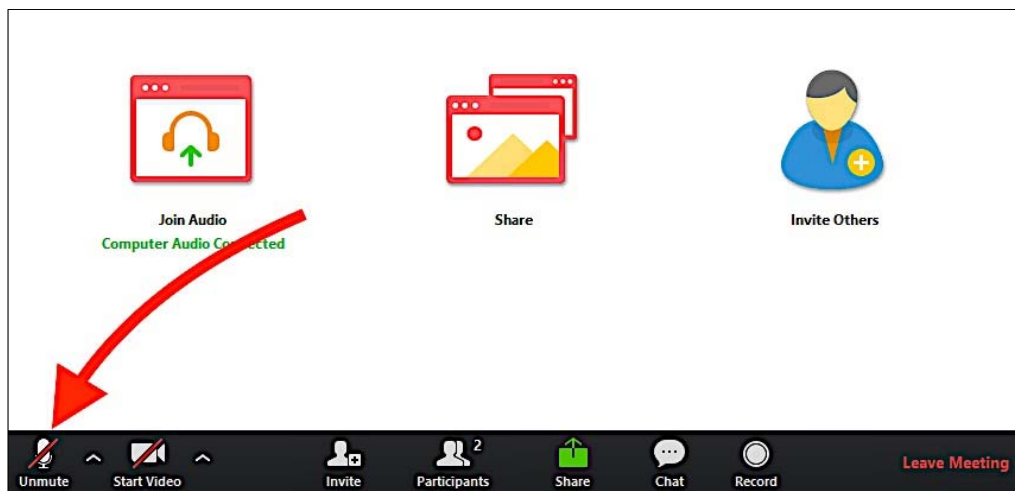 Join Audio
Computer Audio Connected
Share
Invite Others
Unmute
Start Video
Invite
Participants
2
Share
Chat
Record
Leave Meeting